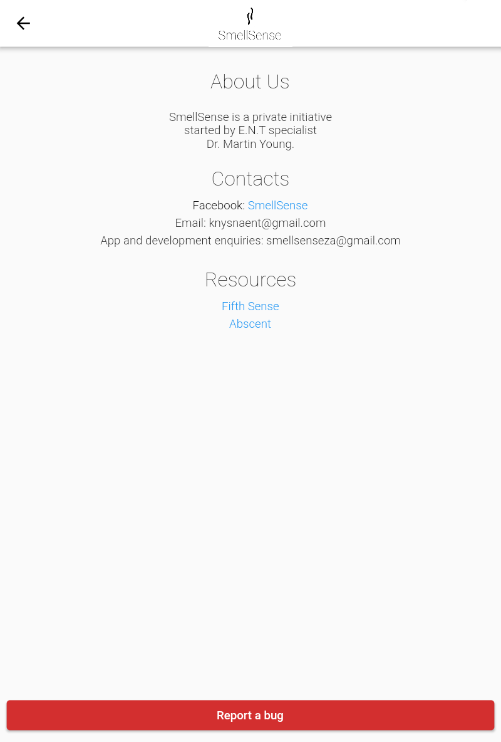 SmellSense
About Us
SmellSense is a private initiative
started by E.N.T specialist
Dr. Martin Young.
Contacts
Facebook: SmellSense
Email: knysnaent@gmail.com
App and development enquiries: smellsenseza@gmail.com
Resources
Fifth Sense
Abscent
Report a bug